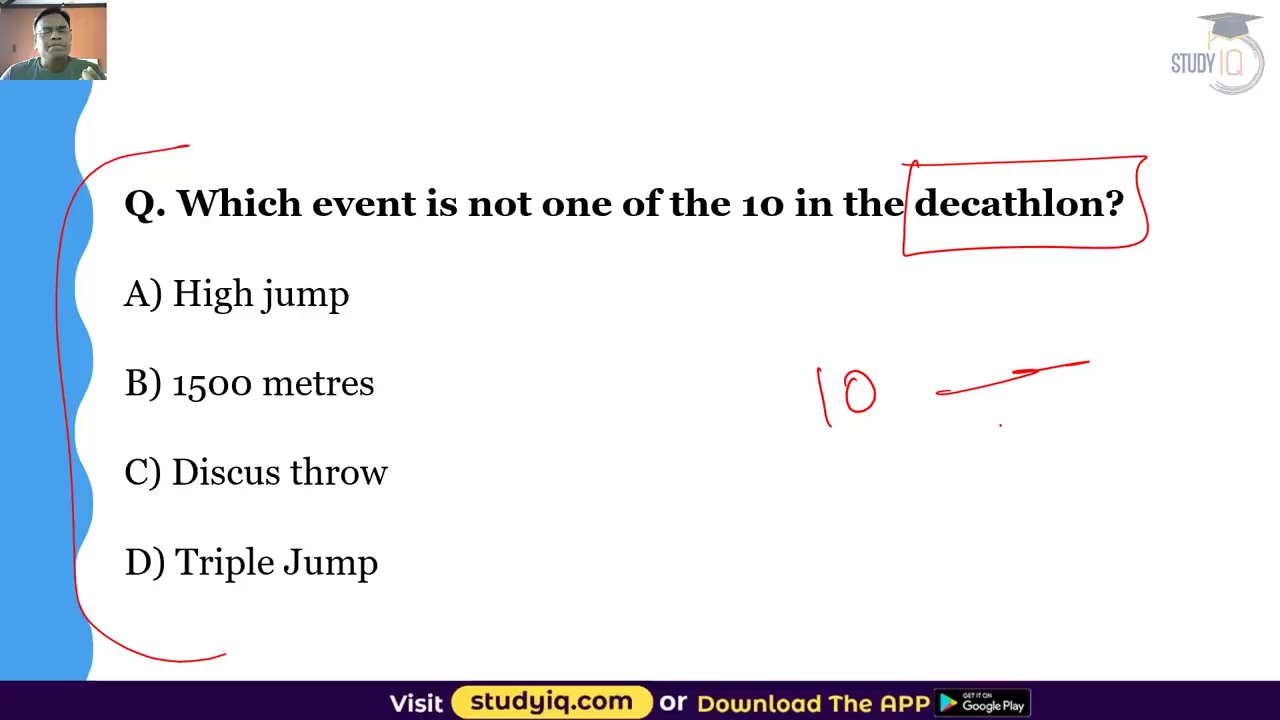 STUDY IQ
Q. Which event is not one of the 10 in the decathlon?
A) High jump
B) 1500 metres
10
C) Discus throw
D) Triple Jump
Visit studyiq.com or Download The APP GET IT ON Google Play